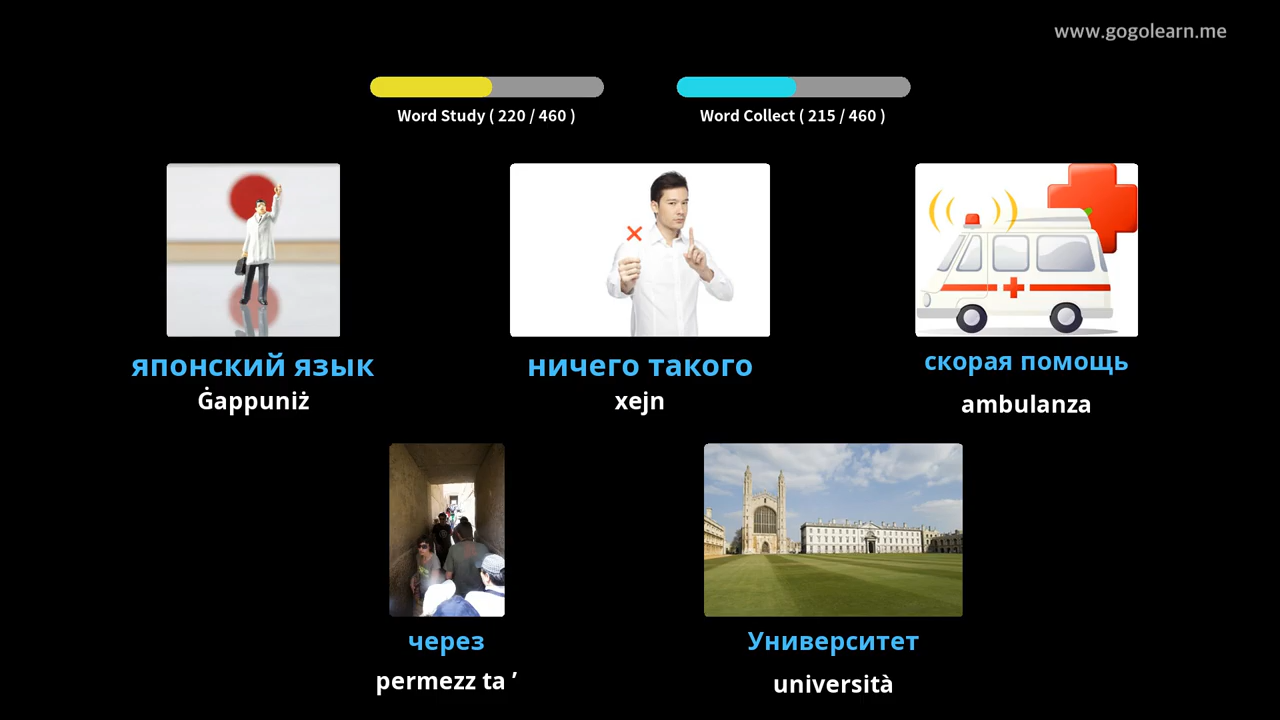 www.gogolearn.me
Word Study ( 220 / 460 )
Word Collect ( 215 / 460 )
японский язык
Ġappuniż
ничего такого
xejn
скорая помощь
ambulanza
через
permezz ta ’
Университет
università